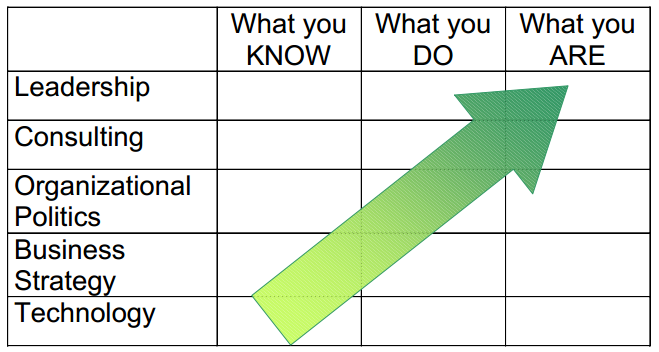 What you
KNOW
What you
DO
What you
ARE
Leadership
Consulting
Organizational
Politics
Business
Strategy
Technology